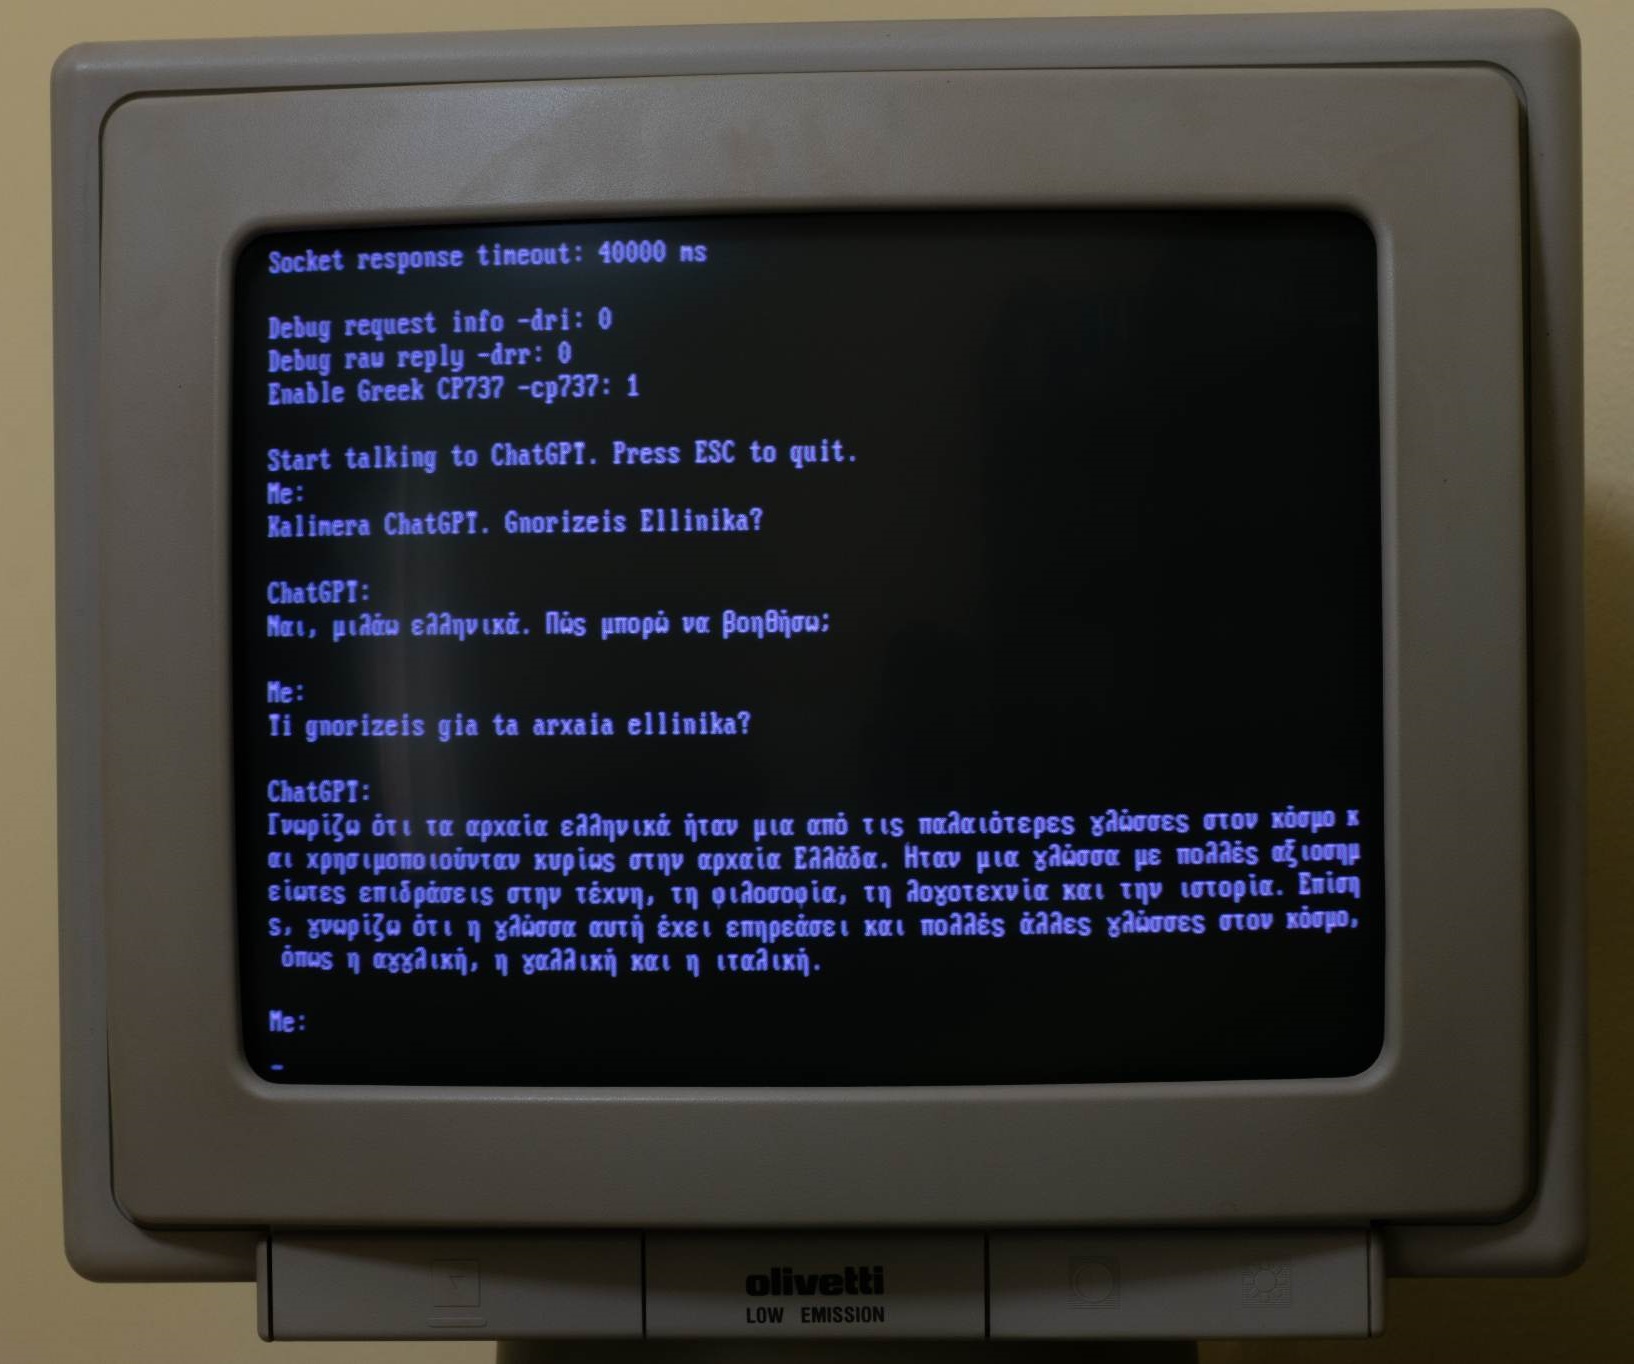 Socket response timeout: 40000 ms
Debug request info -dri: 0
Debug raw reply -drr: 0
Enable Greek CP737 -cp737: 1
Start talking to ChatGPT. Press ESC to quit.
Me:
Kalimera ChatGPT. Gnorizeis Ellinika?
ChatGPT:
Ναι, μιλάω ελληνικά. Πώς μπορώ να βοηθήσω;
Me:
Ti gnorizeis gia ta arxaia ellinika?
ChatGPT:
Γνωρίζω ότι τα αρχαία ελληνικά ήταν μια από τις παλαιότερες γλώσσες στον κόσμο κ
αι χρησιμοποιούνταν κυρίως στην αρχαία Ελλάδα. Ήταν μια γλώσσα με πολλές αξιοσημ
είωτες επιδράσεις στην τέχνη, τη φιλοσοφία, τη λογοτεχνία και την ιστορία. Επίση
ς, γνωρίζω ότι η γλώσσα αυτή έχει επηρεάσει και πολλές άλλες γλώσσες στον κόσμο,
όπως η αγγλική, η γαλλική και η ιταλική.
Me:
_
olivetti
LOW EMISSION